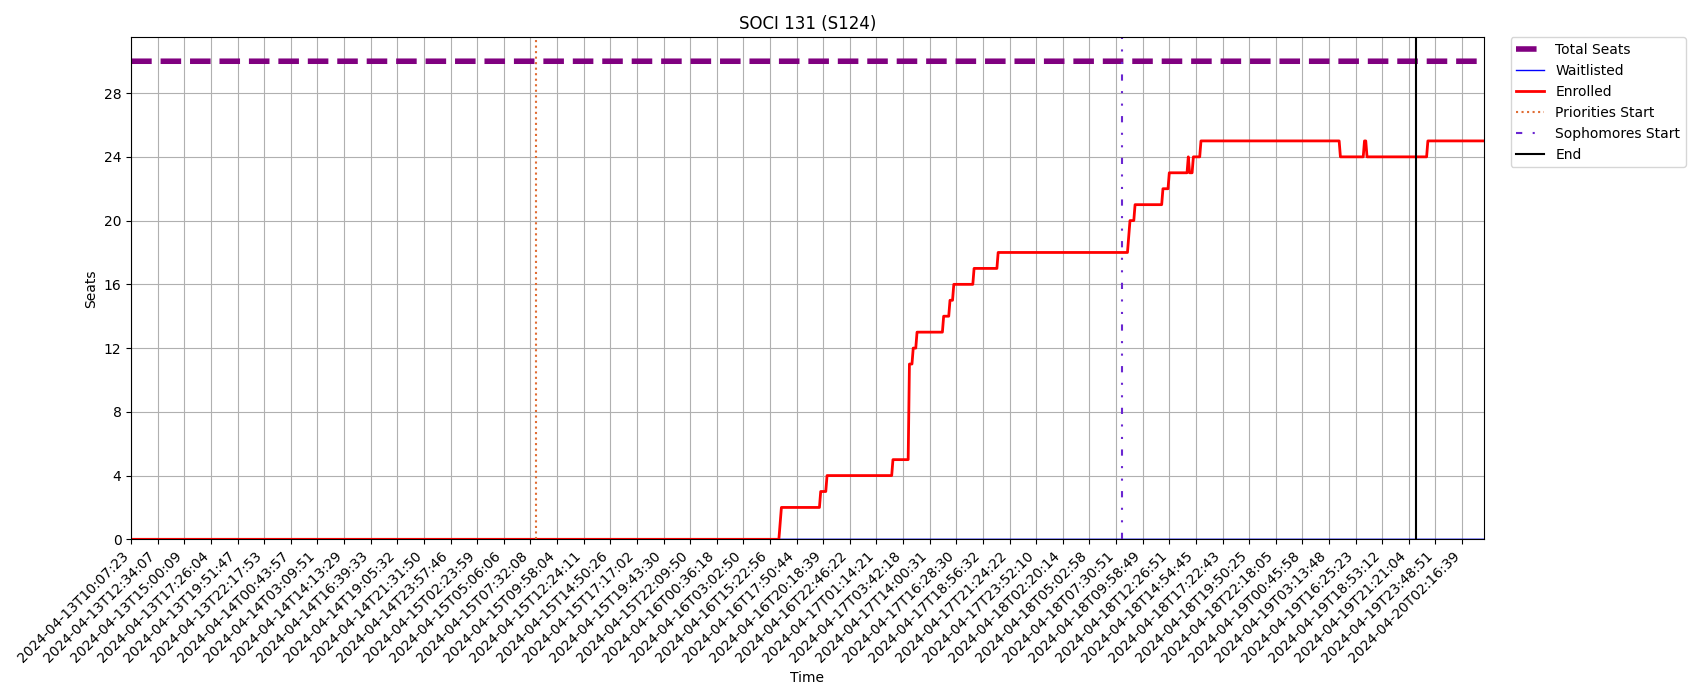 SOCI 131 (S124)
Total Seats
Waitlisted
Enrolled
Priorities Start
Sophomores Start
End
Seats
28
24
20
16
12
8
4
0
2024-04-13T10:07:23
2024-04-13T12:34:07
2024-04-13T15:00:09
2024-04-13T17:26:04
2024-04-13T19:51:47
2024-04-13T22:17:53
2024-04-14T00:43:57
2024-04-14T03:09:51
2024-04-14T14:13:29
2024-04-14T16:39:33
2024-04-14T19:05:32
2024-04-14T21:31:50
2024-04-14T23:57:46
2024-04-15T02:23:59
2024-04-15T05:06:06
2024-04-15T07:32:08
2024-04-15T09:58:04
2024-04-15T12:24:11
2024-04-15T14:50:26
2024-04-15T17:17:02
2024-04-15T19:43:30
2024-04-15T22:09:50
2024-04-16T00:36:18
2024-04-16T03:02:50
2024-04-16T15:22:56
2024-04-16T17:50:44
2024-04-16T20:18:39
2024-04-16T22:46:22
2024-04-17T01:14:21
2024-04-17T03:42:18
2024-04-17T14:00:31
2024-04-17T16:28:30
2024-04-17T18:56:32
2024-04-17T21:24:22
2024-04-17T23:52:10
2024-04-18T02:20:14
2024-04-18T05:02:58
2024-04-18T07:30:51
2024-04-18T09:58:49
2024-04-18T12:26:51
2024-04-18T14:54:45
2024-04-18T17:22:43
2024-04-18T19:50:25
2024-04-18T22:18:05
2024-04-19T00:45:58
2024-04-19T03:13:48
2024-04-19T16:25:23
2024-04-19T18:53:12
2024-04-19T21:21:04
2024-04-19T23:48:51
2024-04-20T02:16:39
Time